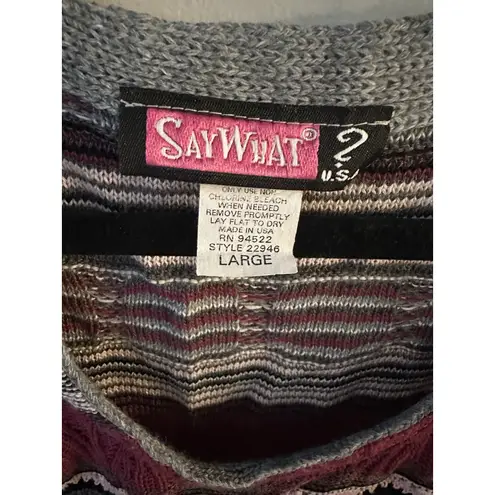 SAYWHAT® ?
U.S.A
ONLY USE NON-
CHLORINE BLEACH
WHEN NEEDED
REMOVE PROMPTLY
LAY FLAT TO DRY
MADE IN USA
RN 94522
STYLE 22946
LARGE